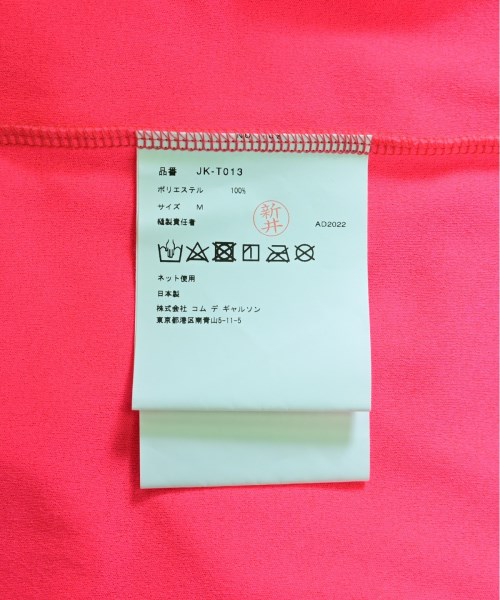 品番 JK-T013
ポリエステル 100%
サイズ M
縫製責任者 新井 AD2022
ネット使用
日本製
株式会社 コム デ ギャルソン
東京都港区南青山5-11-5